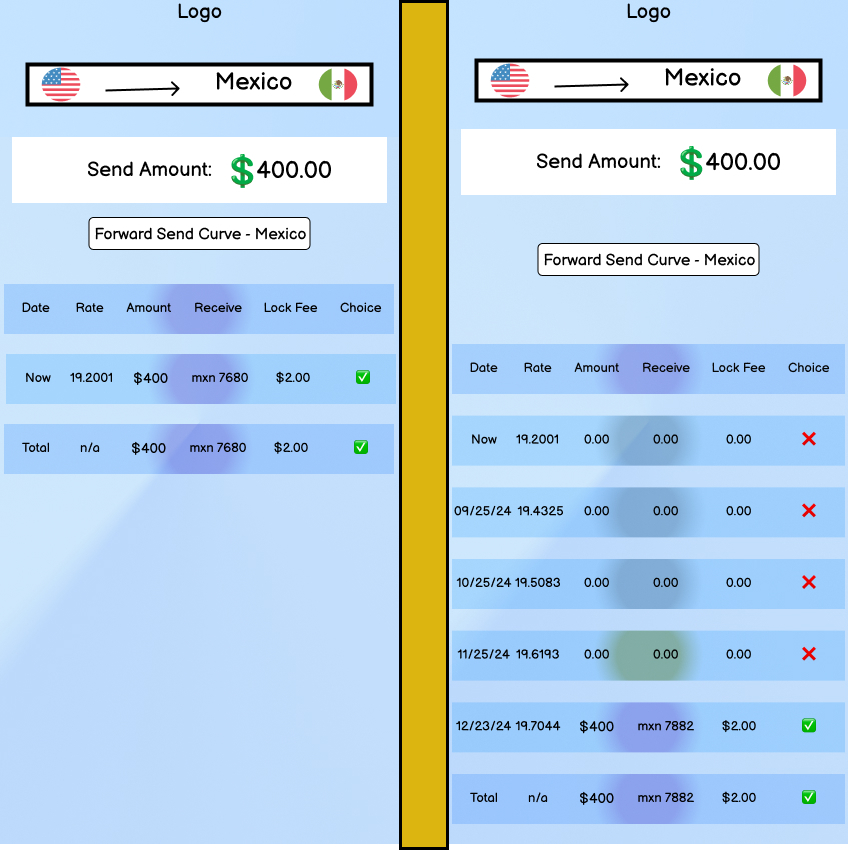 Logo
Mexico
Send Amount: 💲400.00
Forward Send Curve - Mexico
Date Rate Amount Receive Lock Fee Choice
Now 19.2001 $400 mxn 7680 $2.00 ✅
Total n/a $400 mxn 7680 $2.00 ✅
Logo
Mexico
Send Amount: 💲400.00
Forward Send Curve - Mexico
Date Rate Amount Receive Lock Fee Choice
Now 19.2001 0.00 0.00 0.00 ❌
09/25/24 19.4325 0.00 0.00 0.00 ❌
10/25/24 19.5083 0.00 0.00 0.00 ❌
11/25/24 19.6193 0.00 0.00 0.00 ❌
12/23/24 19.7044 $400 mxn 7882 $2.00 ✅
Total n/a $400 mxn 7882 $2.00 ✅